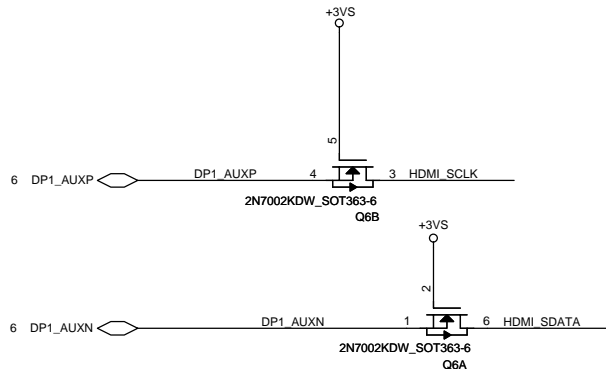 +3VS
5
6 DP1_AUXP DP1_AUXP 4 3 HDMI_SCLK
2N7002KDW_SOT363-6
Q6B
+3VS
2
6 DP1_AUXN DP1_AUXN 1 6 HDMI_SDATA
2N7002KDW_SOT363-6
Q6A